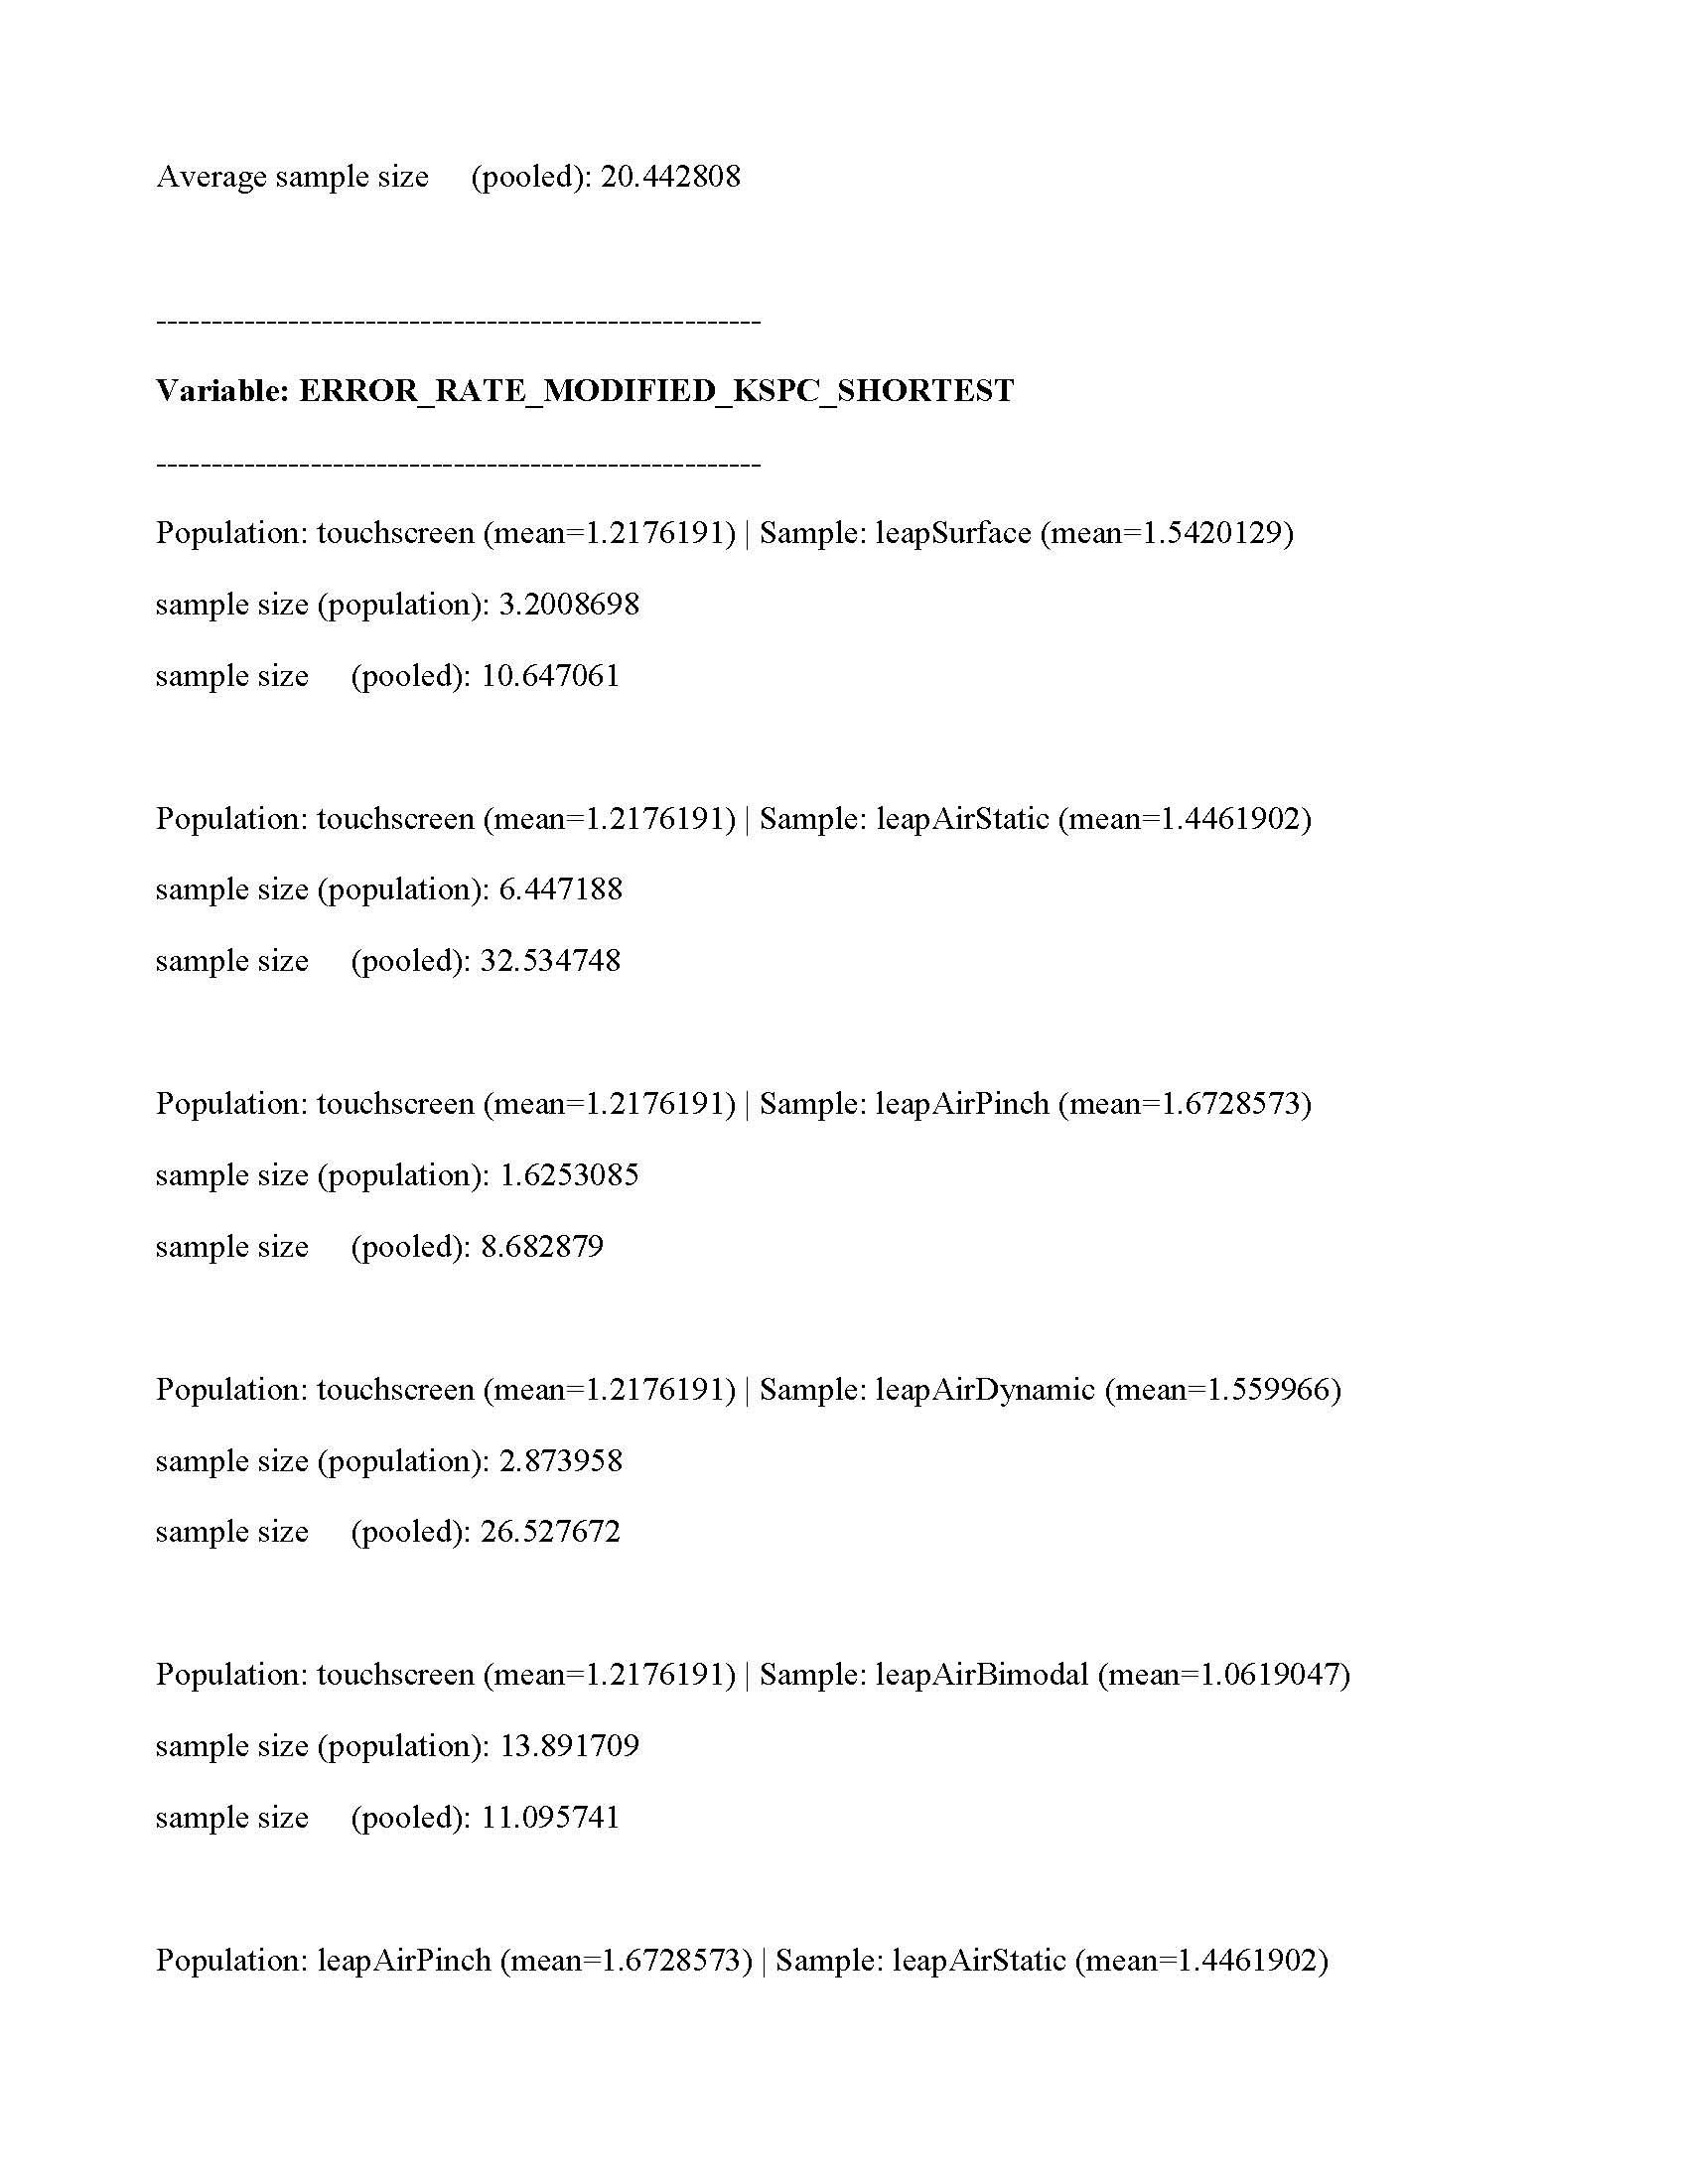 Average sample size     (pooled): 20.442808
-------------------------------------------------------
Variable: ERROR_RATE_MODIFIED_KSPC_SHORTEST
-------------------------------------------------------
Population: touchscreen (mean=1.2176191) | Sample: leapSurface (mean=1.5420129)
sample size (population): 3.2008698
sample size     (pooled): 10.647061
Population: touchscreen (mean=1.2176191) | Sample: leapAirStatic (mean=1.4461902)
sample size (population): 6.447188
sample size     (pooled): 32.534748
Population: touchscreen (mean=1.2176191) | Sample: leapAirPinch (mean=1.6728573)
sample size (population): 1.6253085
sample size     (pooled): 8.682879
Population: touchscreen (mean=1.2176191) | Sample: leapAirDynamic (mean=1.559966)
sample size (population): 2.873958
sample size     (pooled): 26.527672
Population: touchscreen (mean=1.2176191) | Sample: leapAirBimodal (mean=1.0619047)
sample size (population): 13.891709
sample size     (pooled): 11.095741
Population: leapAirPinch (mean=1.6728573) | Sample: leapAirStatic (mean=1.4461902)